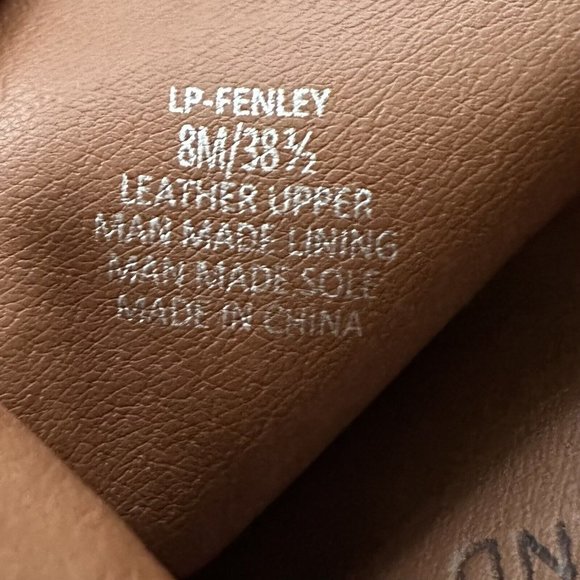 LP-FENLEY
8M/38½
LEATHER UPPER
MAN MADE LINING
MAN MADE SOLE
MADE IN CHINA